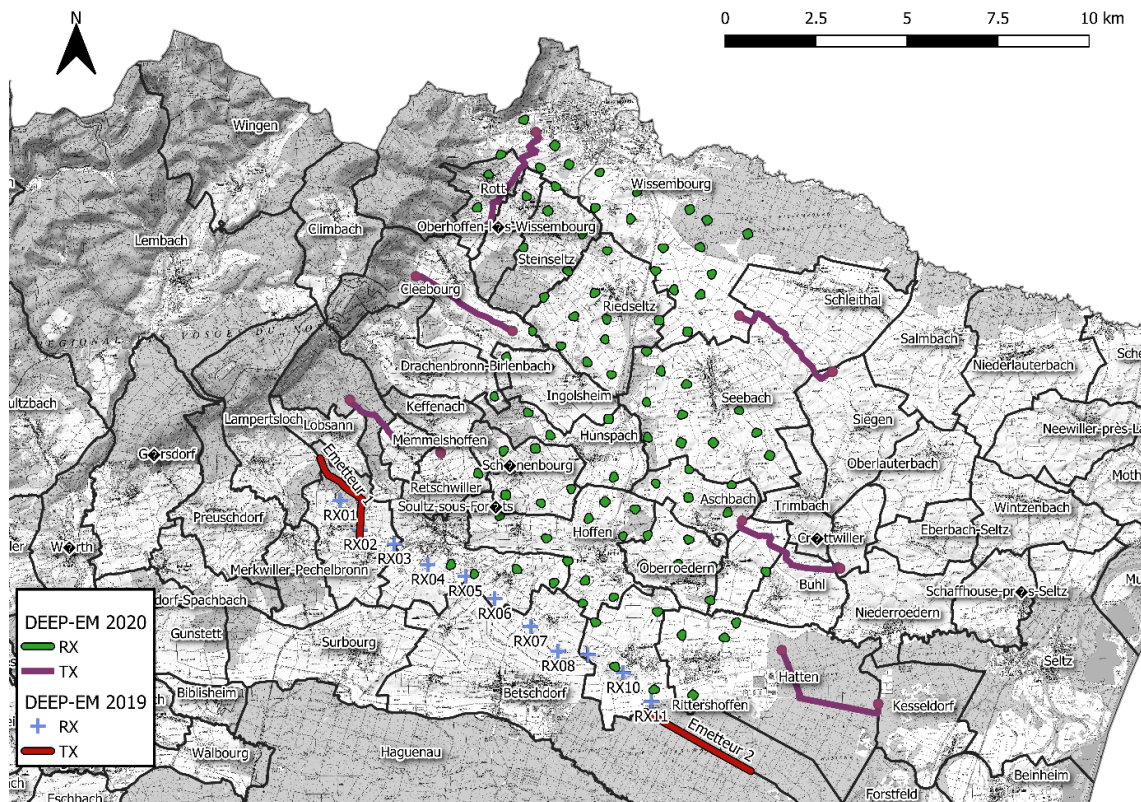 N
0 2.5 5 7.5 10 km
Wingen
Wissembourg
Rott
Lembach
Climbach
Oberhoffen-l�s-Wissembourg
Steinseltz
Cleebourg
Riedseltz
Schleithal
Salmbach
Niederlauterbach
Drachenbronn-Birlenbach
Ingolsheim
Seebach
Keffenach
Siegen
Lampertsloch
Lobsann
Memmelshoffen
Hunspach
Neewiller-près-La
G�rsdorf
Emetteur 1
Sch�nenbourg
Oberlauterbach
Moth
Retschwiller
Aschbach
Trimbach
Wintzenbach
RX01
Soultz-sous-For�ts
Preuschdorf
Hoffen
Cr�ttwiller
Eberbach-Seltz
W�rth
RX02
RX03
Merkwiller-Pechelbronn
RX04
Oberroedern
RX05
Buhl
Schaffhouse-pr�s-Seltz
dorf-Spachbach
RX06
Niederroedern
Gunstett
Surbourg
RX07
RX08
Seltz
RX10
Hatten
Biblisheim
Betschdorf
Rittershoffen
Kesseldorf
RX11
Emetteur 2
Walbourg
Haguenau
Beinheim
Forstfeld
Eschbach
DEEP-EM 2020
RX
TX
DEEP-EM 2019
RX
TX